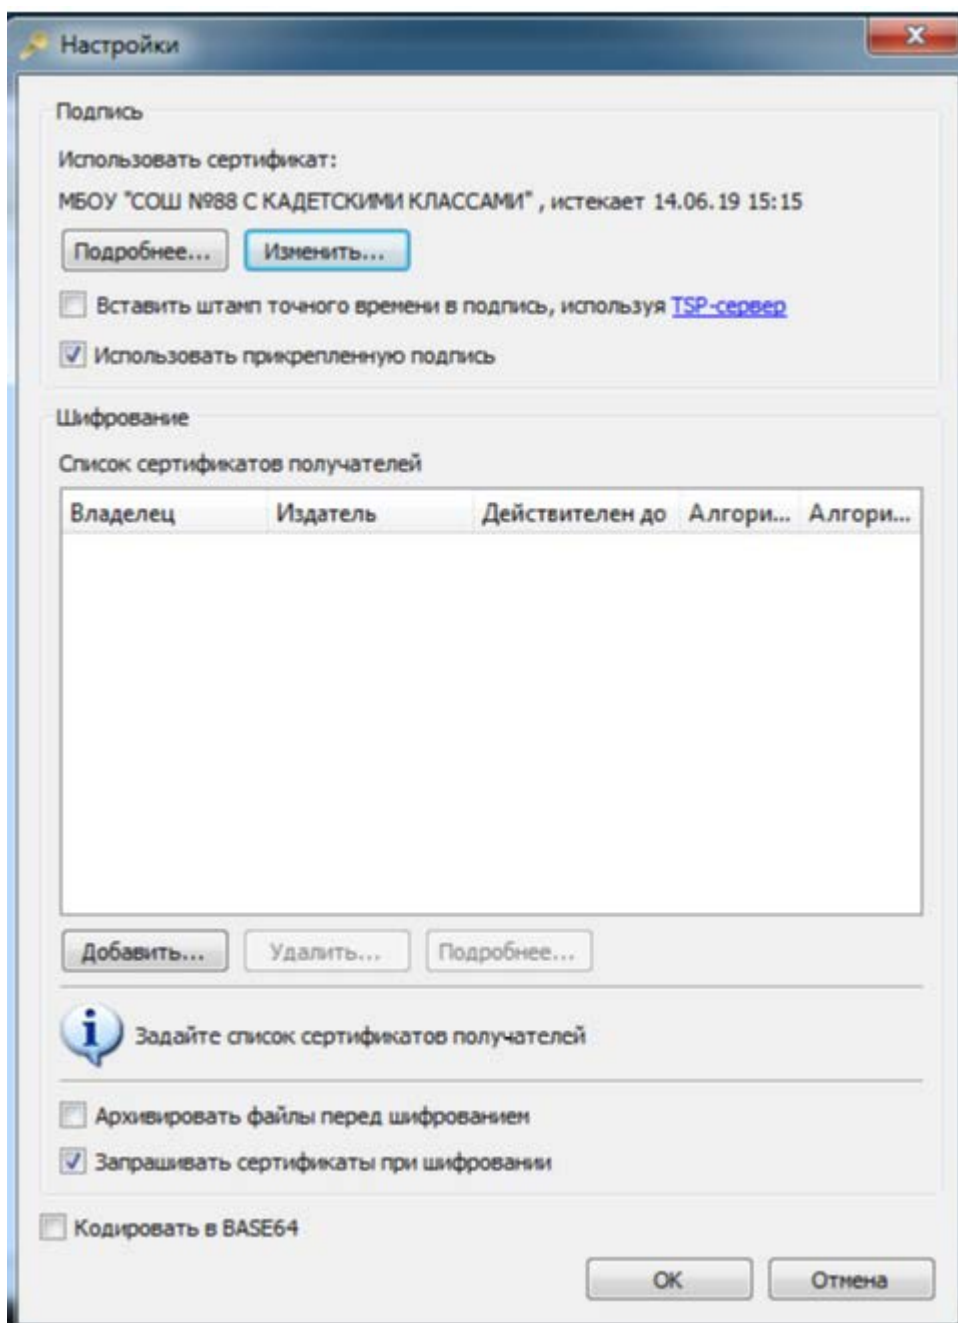 Настройки
Подпись
Использовать сертификат:
МБОУ "СОШ №88 С КАДЕТСКИМИ КЛАССАМИ" , истекает 14.06.19 15:15
Подробнее... Изменить...
Вставить штамп точного времени в подпись, используя TSP-сервер
Использовать прикрепленную подпись
Шифрование
Список сертификатов получателей
Владелец Издатель Действителен до Алгори... Алгори...
Добавить... Удалить... Подробнее...
Задайте список сертификатов получателей
Архивировать файлы перед шифрованием
Запрашивать сертификаты при шифровании
Кодировать в BASE64
OK Отмена